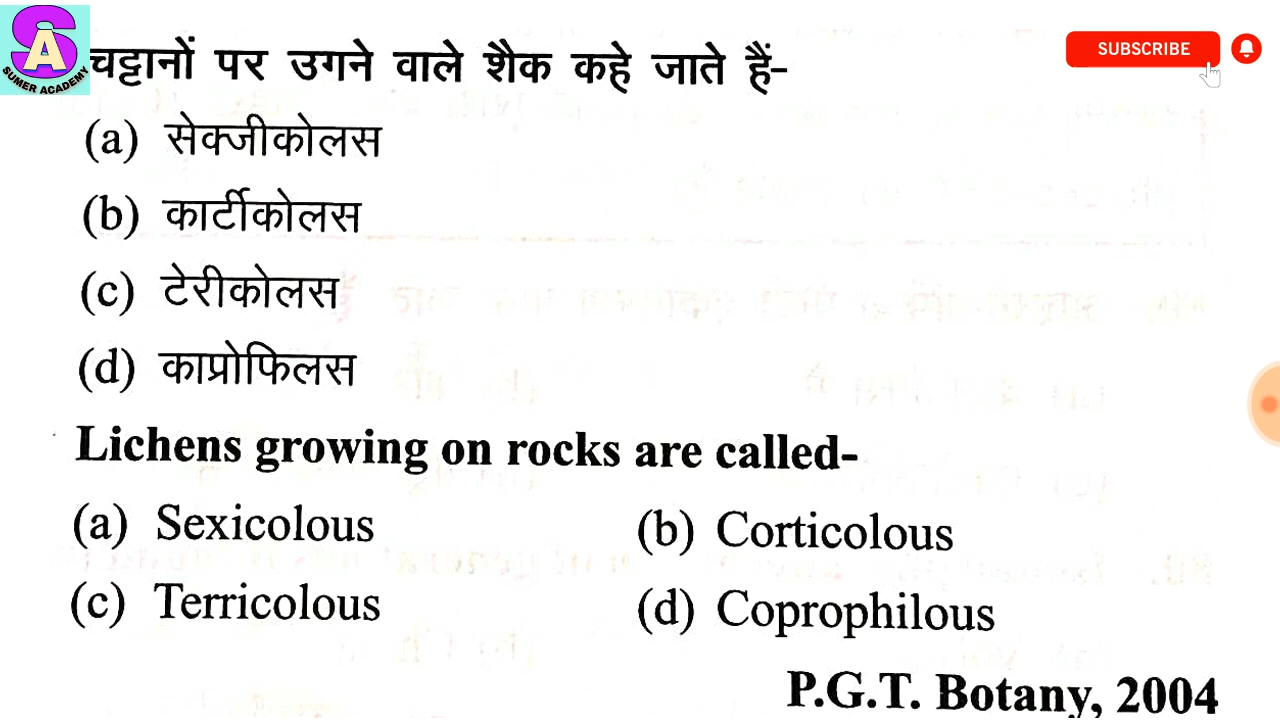 SA
SUMER ACADEMY
SUBSCRIBE
चट्टानों पर उगने वाले शैक कहे जाते हैं-
(a) सेक्जीकोलस
(b) कार्टीकोलस
(c) टेरीकोलस
(d) काप्रोफिलस
Lichens growing on rocks are called-
(a) Sexicolous (b) Corticolous
(c) Terricolous (d) Coprophilous
P.G.T. Botany, 2004